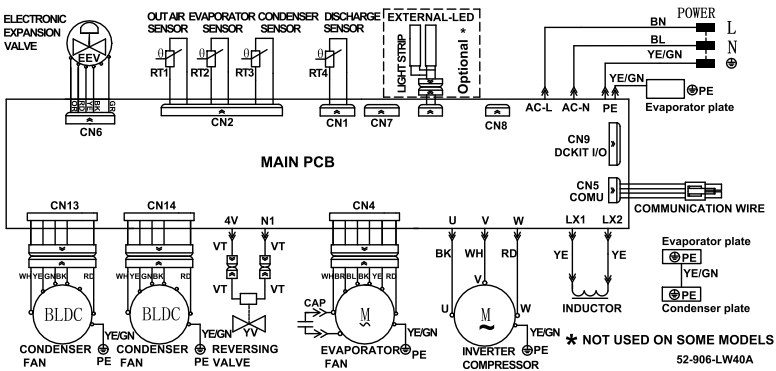 ELECTRONIC
EXPANSION
VALVE
EEV
OR
RD
YE
BK
GR
CN6
OUT AIR
SENSOR
EVAPORATOR
SENSOR
CONDENSER
SENSOR
DISCHARGE
SENSOR
θ
RT1
θ
RT2
θ
RT3
θ
RT4
CN2
CN1
CN7
EXTERNAL-LED
LIGHT STRIP
Optional *
CN8
POWER
BN
L
BL
N
YE/GN
YE/GN
PE
Evaporator plate
AC-L
AC-N
PE
MAIN PCB
CN9
DCKIT I/O
CN5
COMU
COMMUNICATION WIRE
CN13
CN14
4V
N1
CN4
U
V
W
LX1
LX2
WH YE GN BK RD
WH YE GN BK RD
VT
VT
VT
VT
WH BR BL BK YE RD
BK
WH
RD
YE
YE
BLDC
YE/GN
PE
CONDENSER
FAN
BLDC
YE/GN
PE
CONDENSER
FAN
YV
REVERSING
VALVE
CAP
M
~
YE/GN
PE
EVAPORATOR
FAN
V
U
W
M
~
YE/GN
PE
INVERTER
COMPRESSOR
INDUCTOR
Evaporator plate
PE
YE/GN
PE
Condenser plate
* NOT USED ON SOME MODELS
52-906-LW40A